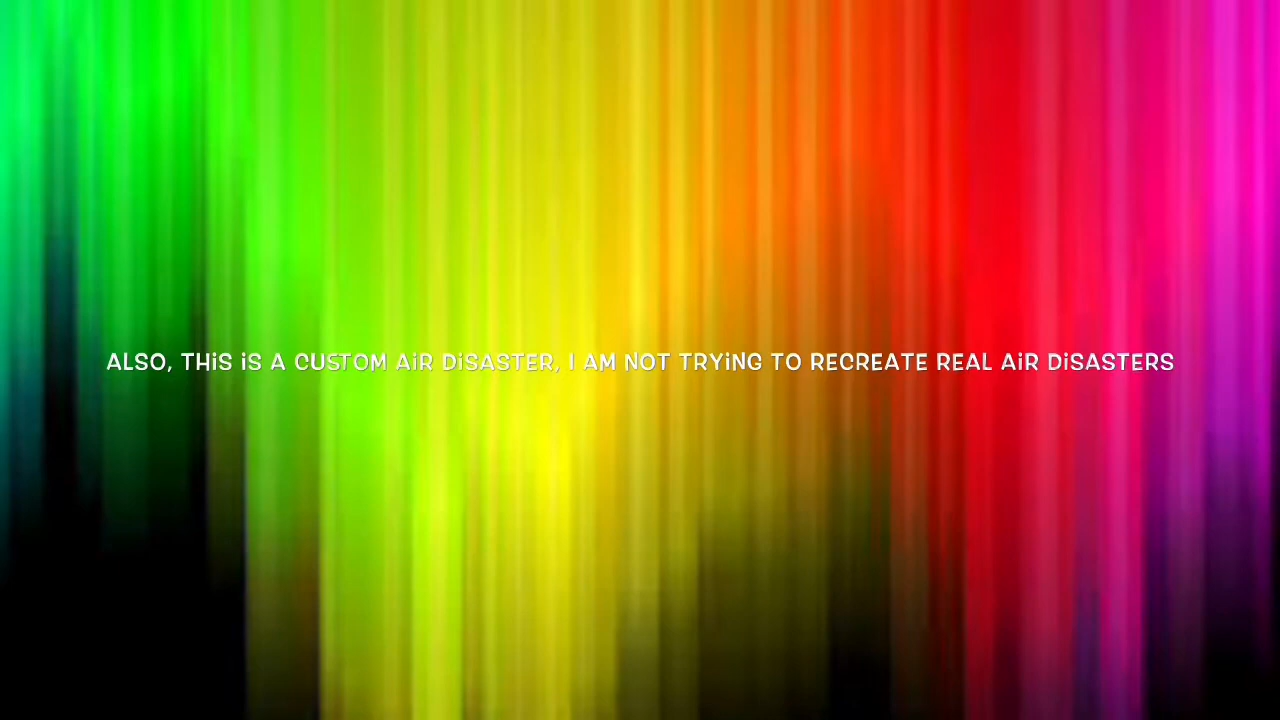 ALSO, THiS iS A CUSTOM AiR DiSASTER, I AM NOT TRYiNG TO RECREATE REAL AiR DiSASTERS